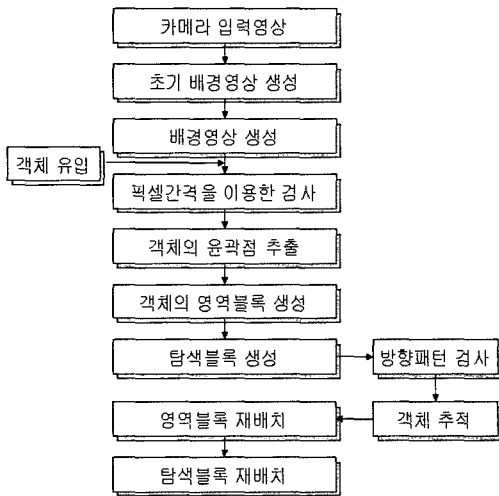 카메라 입력영상
초기 배경영상 생성
배경영상 생성
객체 유입
픽셀간격을 이용한 검사
객체의 윤곽점 추출
객체의 영역블록 생성
탐색블록 생성
방향패턴 검사
객체 추적
영역블록 재배치
탐색블록 재배치